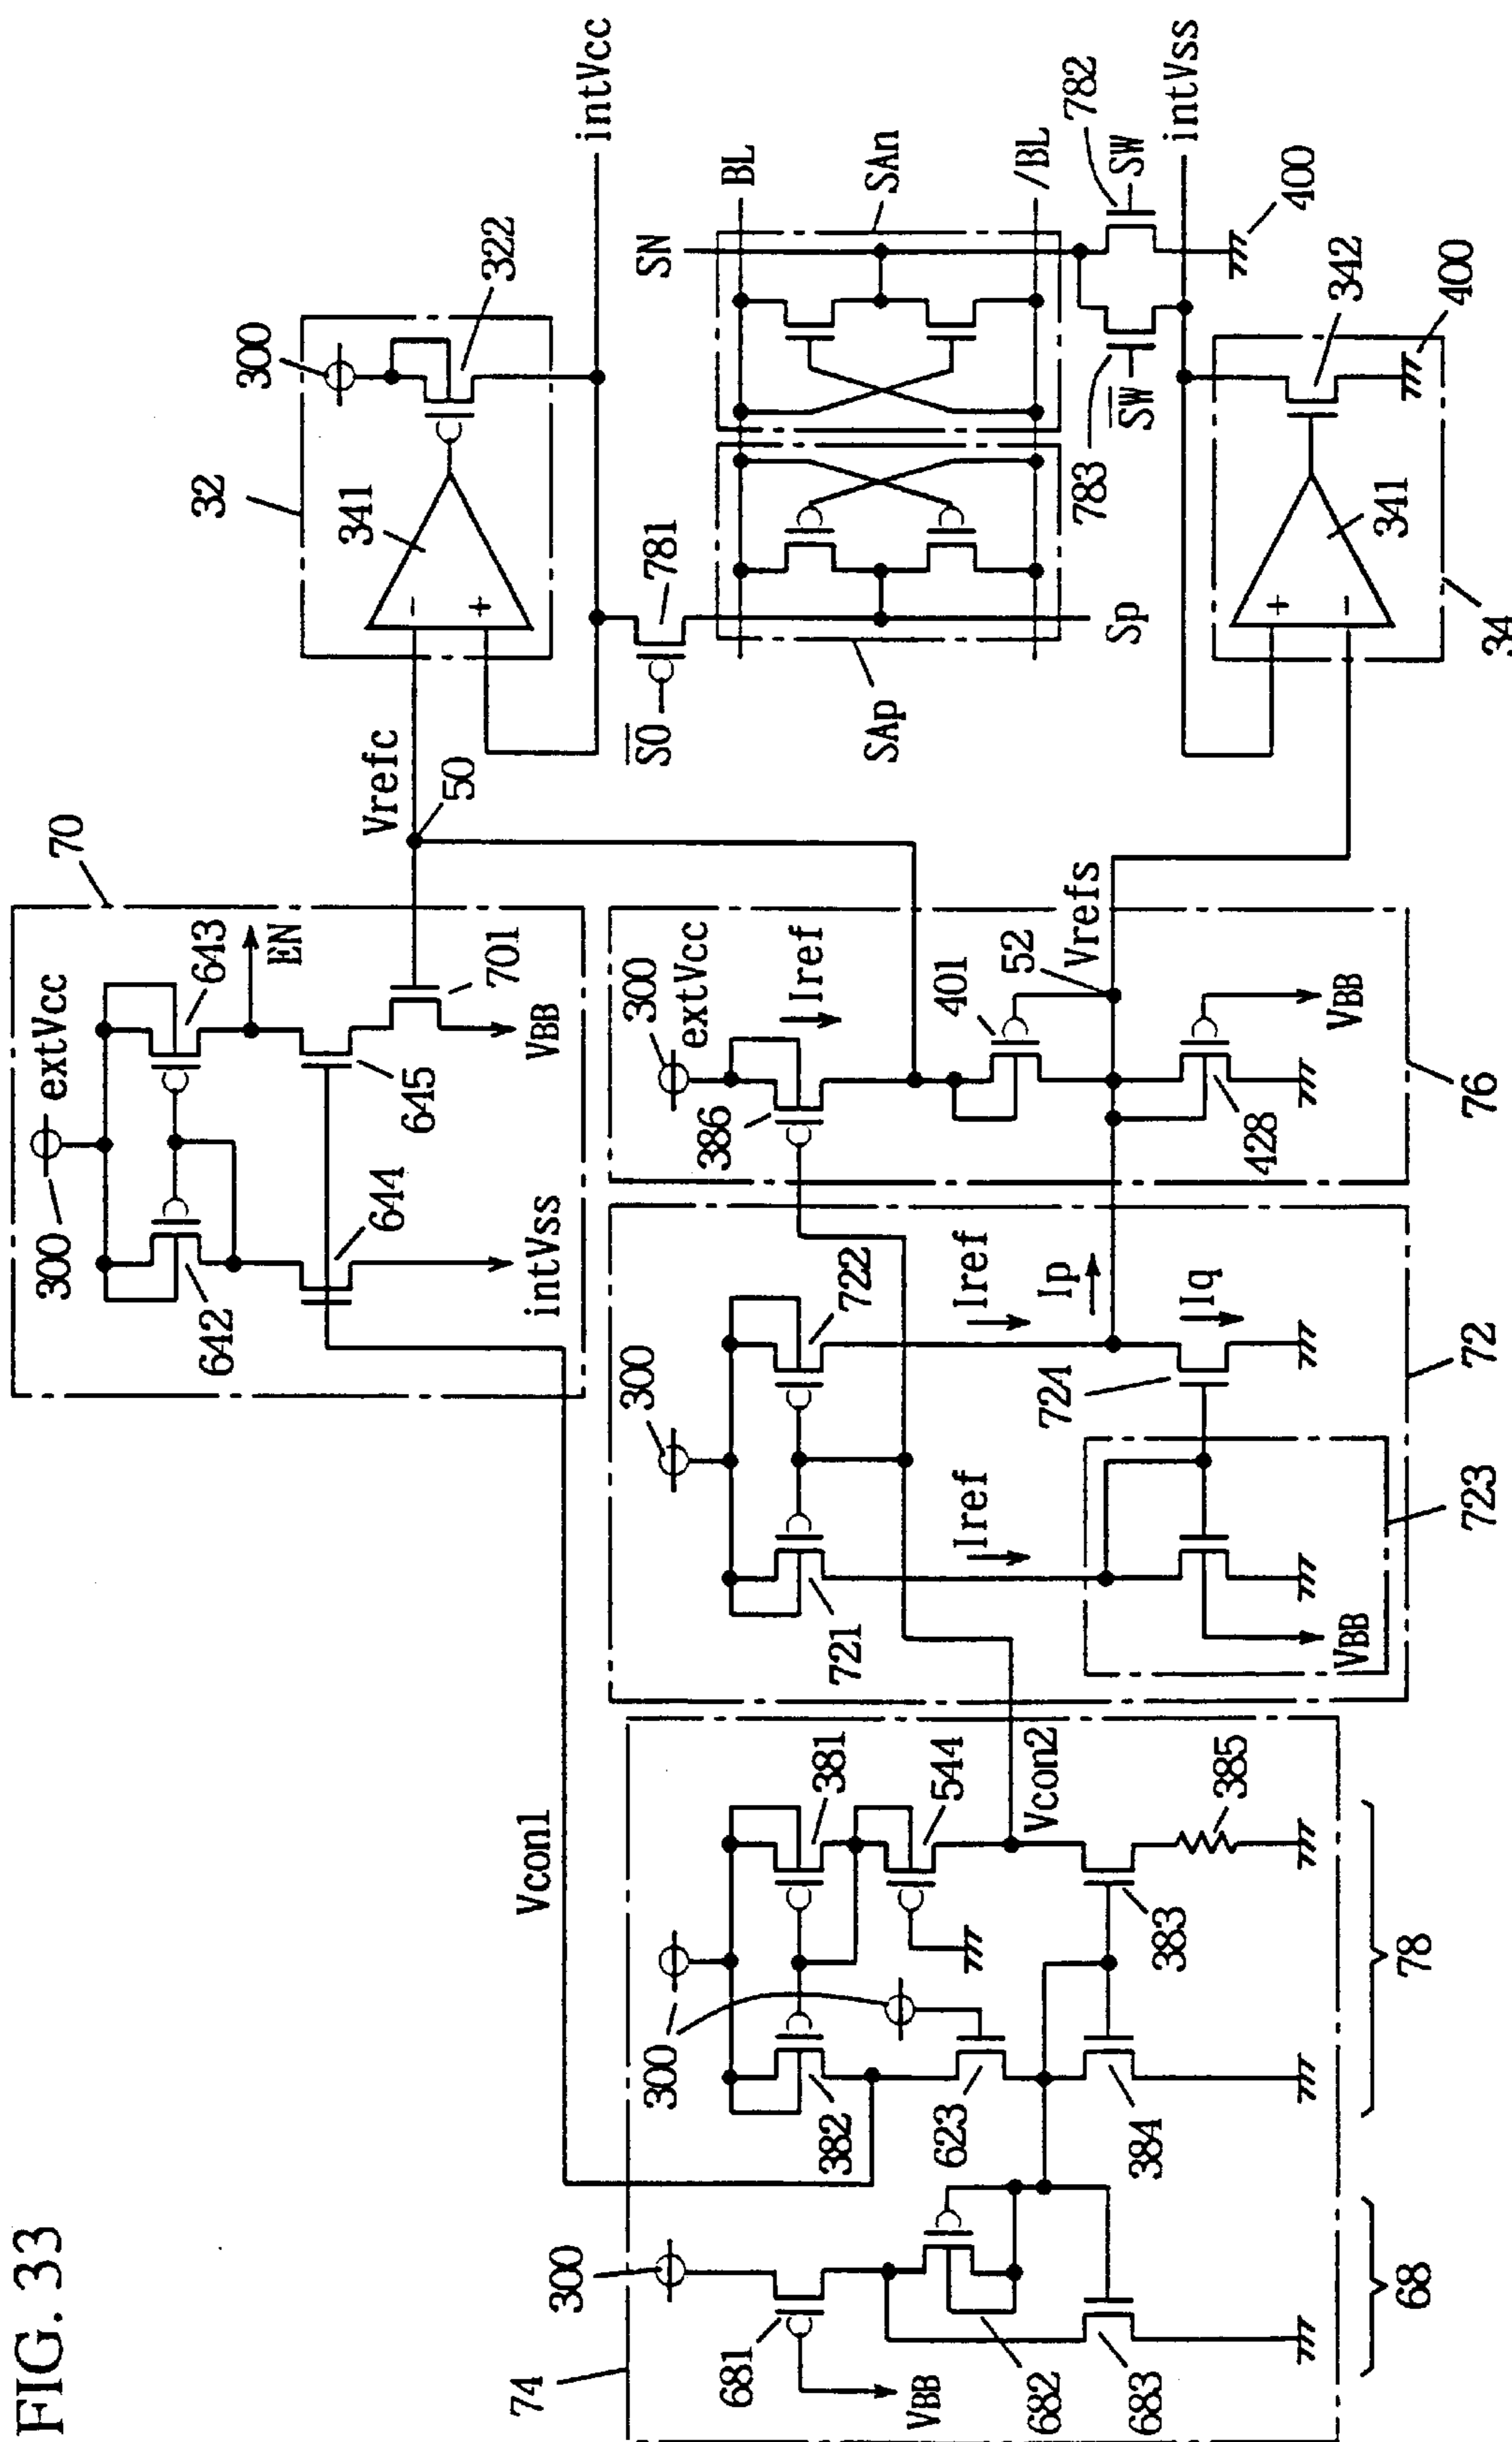 FIG. 33
70
300
extVcc
643
EN
642
644
645
701
intVss
VBB
Vcon1
Vrefc
50
32
300
341
-
+
322
intVcc
S0
781
SAp
Sp
SN
BL
SAn
/BL
783
SW
782
SW
intVss
400
34
341
+
-
342
400
74
300
681
VBB
682
683
68
300
382
381
544
623
384
383
385
Vcon2
78
300
721
722
Iref
Iref
Ip
Iq
724
VBB
723
72
300
extVcc
386
Iref
401
52
Vrefs
428
VBB
76